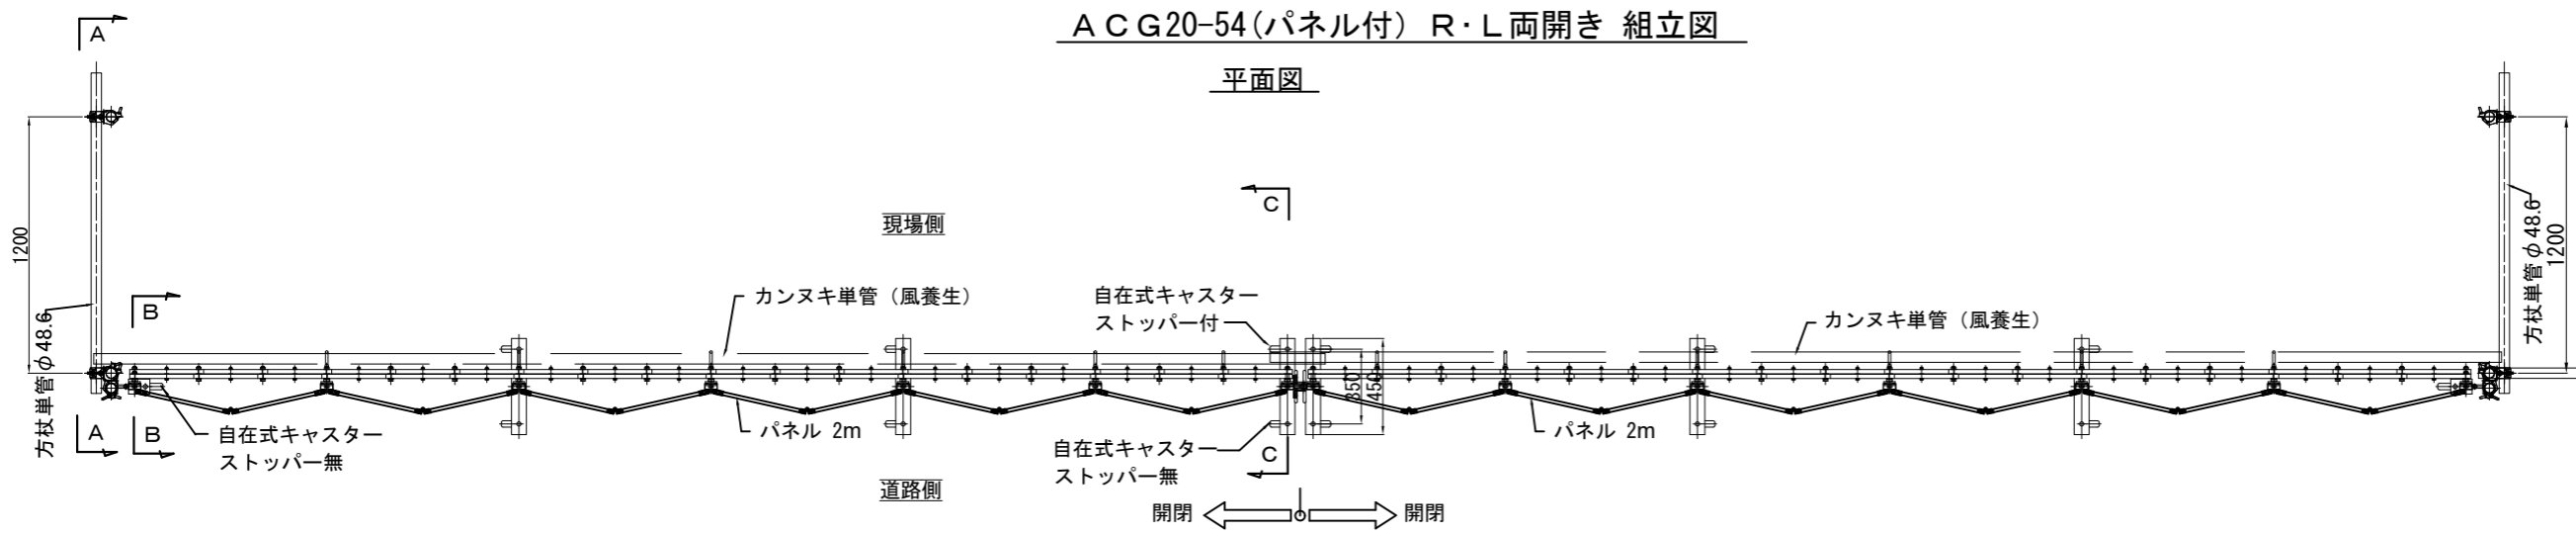 ACG20-54(パネル付) R・L両開き 組立図
平面図
A
C
現場側
1200
方杖単管φ48.6
1200
B
カンヌキ単管（風養生）
自在式キャスター
ストッパー付
カンヌキ単管（風養生）
方杖単管φ48.6
350
450
A
B
自在式キャスター
ストッパー無
パネル 2m
自在式キャスター
ストッパー無
C
パネル 2m
道路側
開閉
開閉